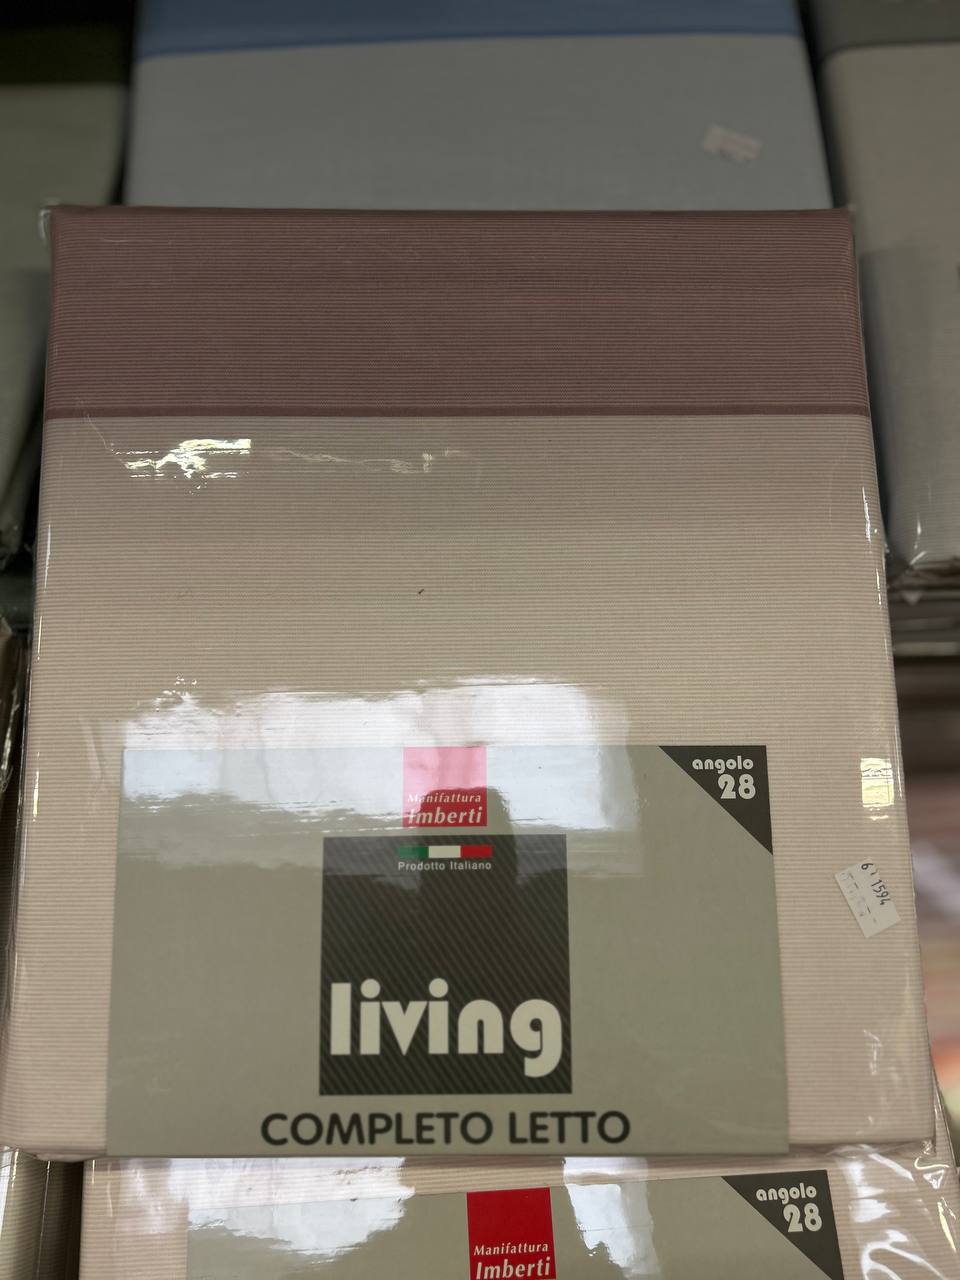 angolo
28
Manifattura
Imberti
Prodotto Italiano
living
COMPLETO LETTO
angolo
28
Manifattura
Imberti